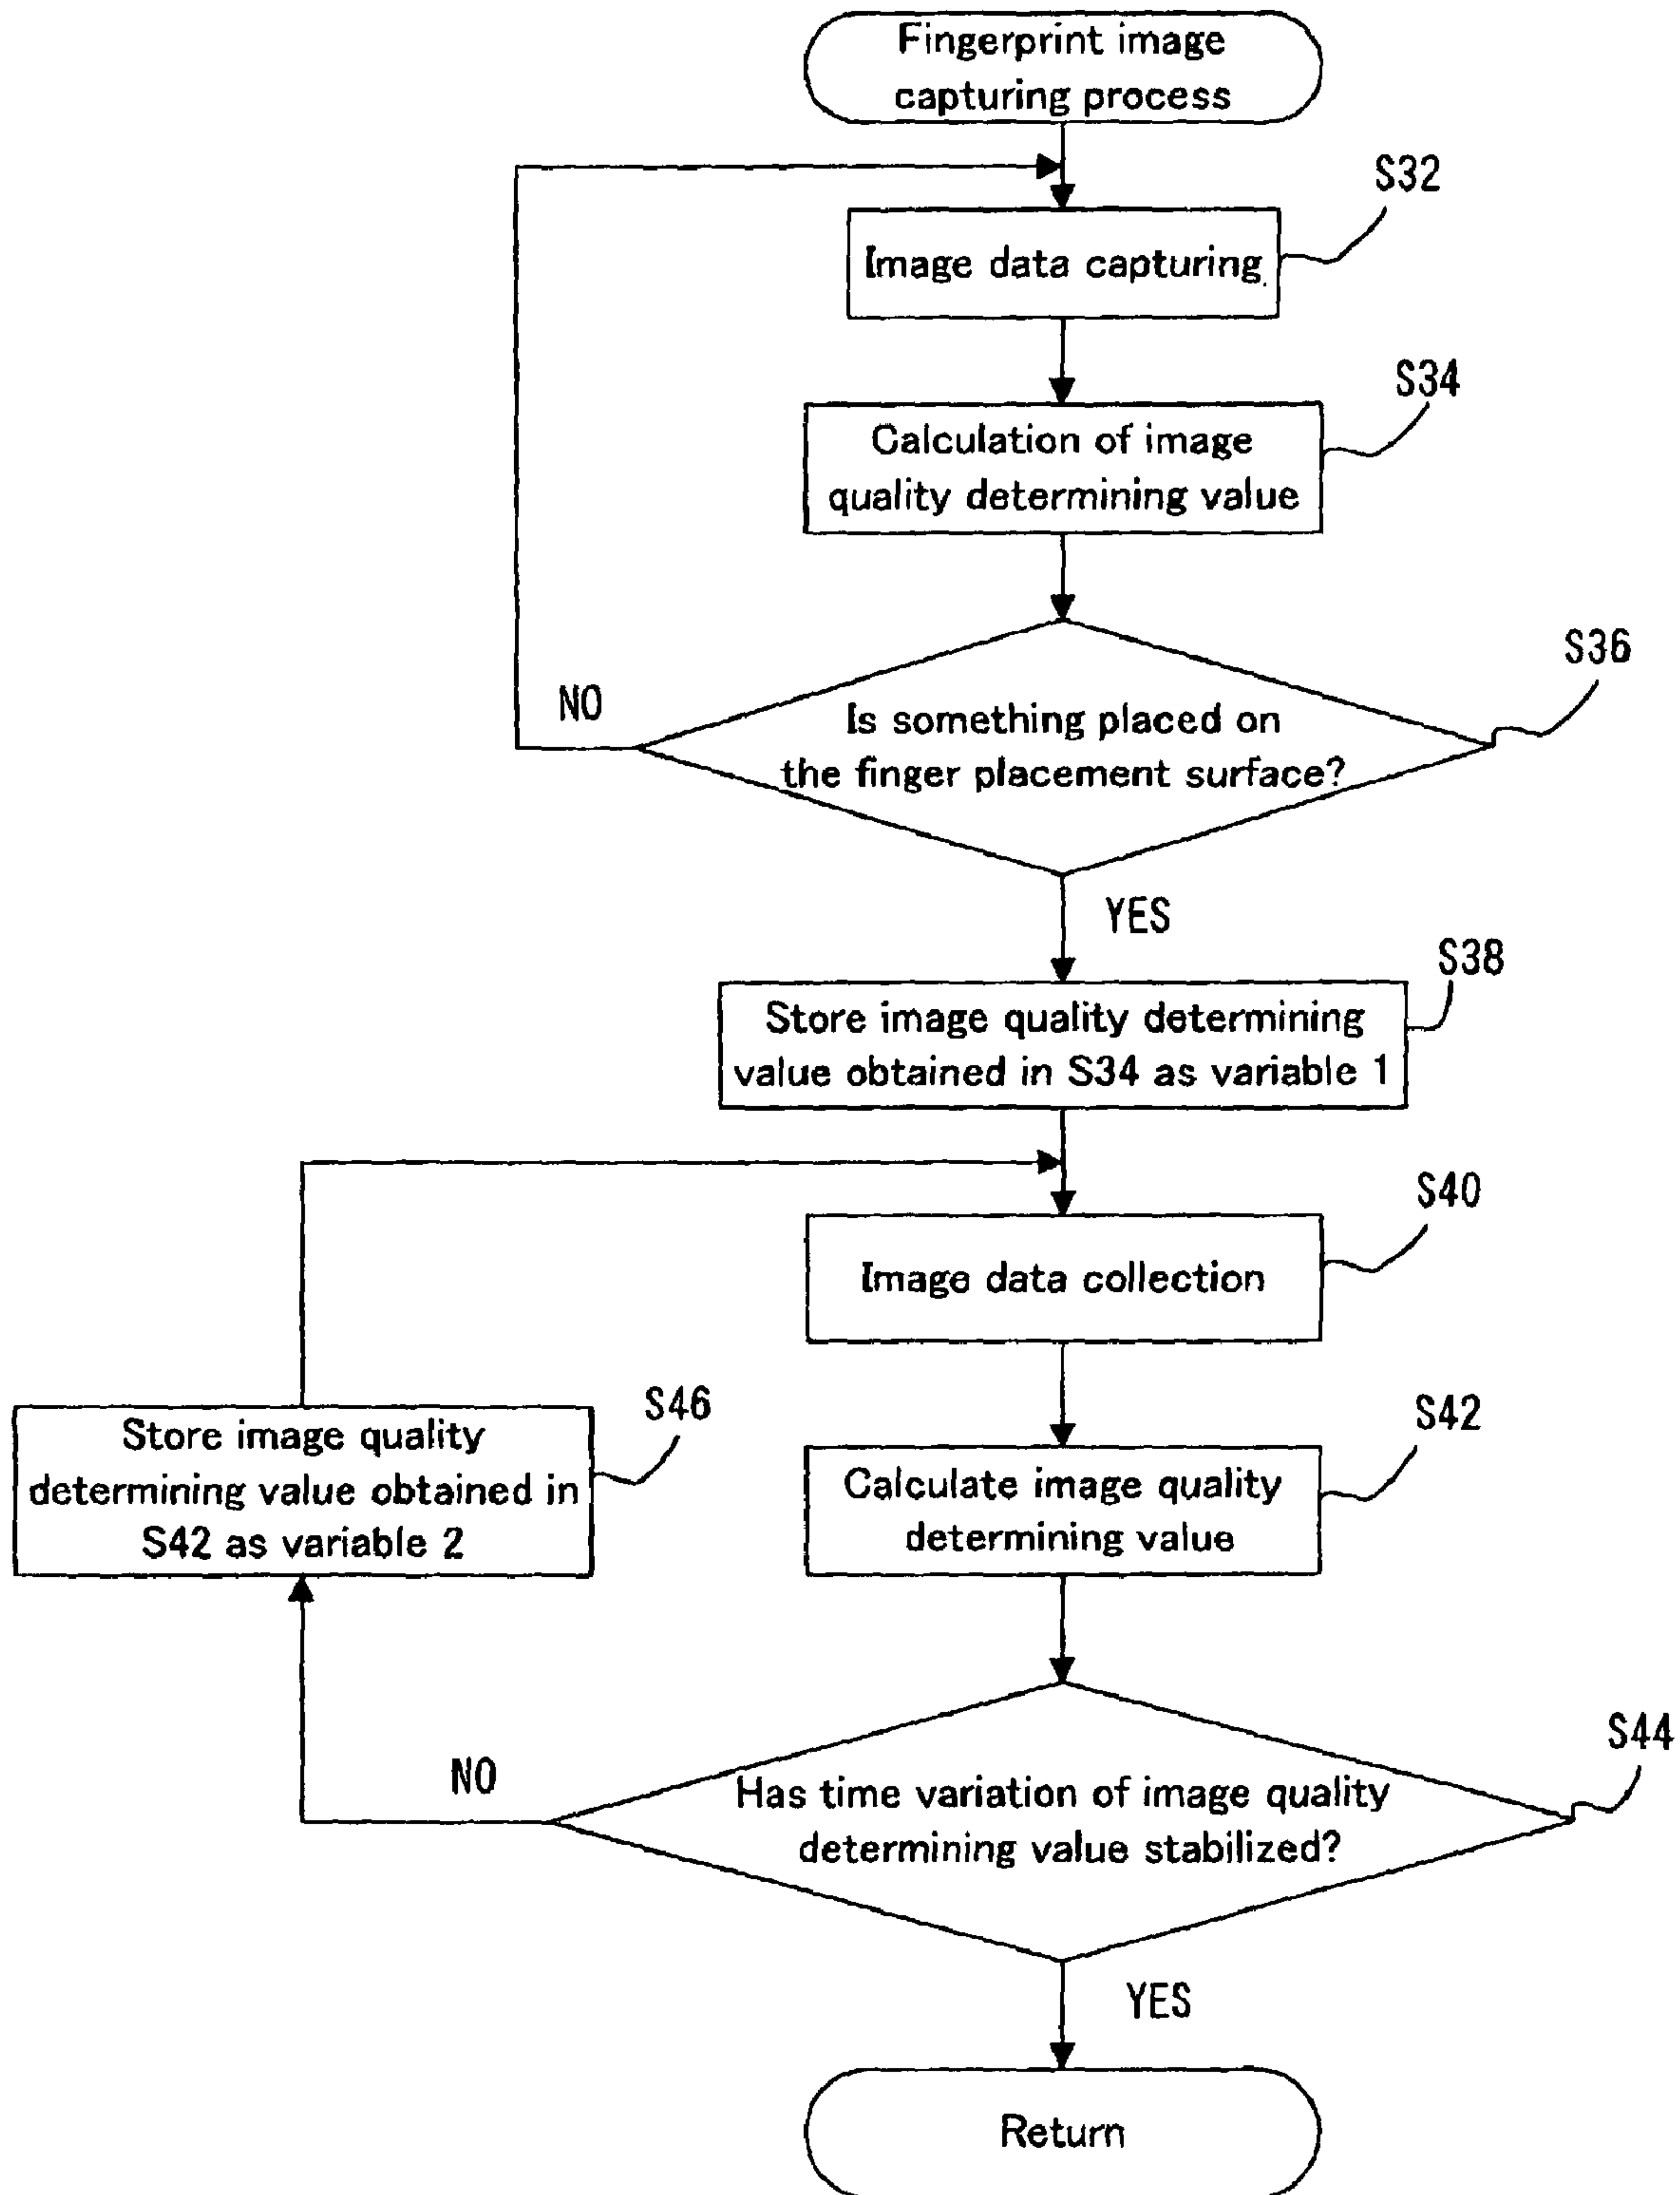 Fingerprint image
capturing process
S32
Image data capturing
S34
Calculation of image
quality determining value
S36
NO
Is something placed on
the finger placement surface?
YES
S38
Store image quality determining
value obtained in S34 as variable 1
S40
Image data collection
S46
Store image quality
determining value obtained in
S42 as variable 2
S42
Calculate image quality
determining value
S44
NO
Has time variation of image quality
determining value stabilized?
YES
Return